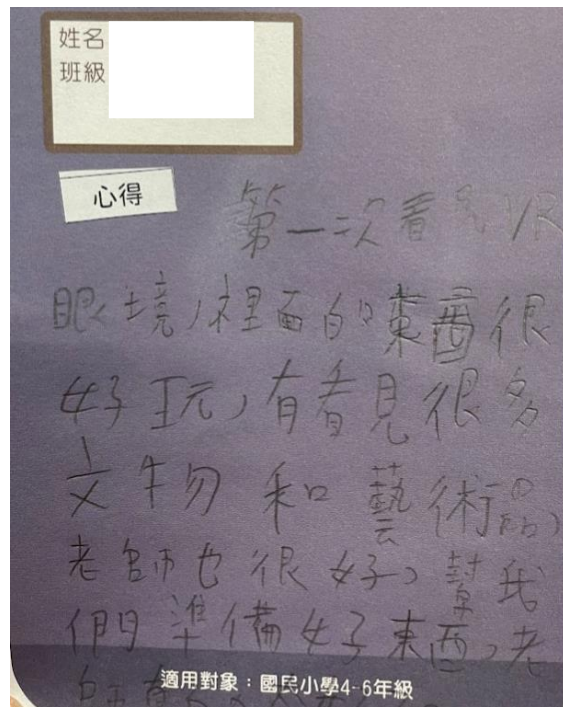 姓名
班級
心得
第一次看見VR
眼境,裡面的東西很
好玩,有看見很多
文物和藝術品,
老師也很好,幫我
們準備好東西,老
師
適用對象:國民小學4-6年級